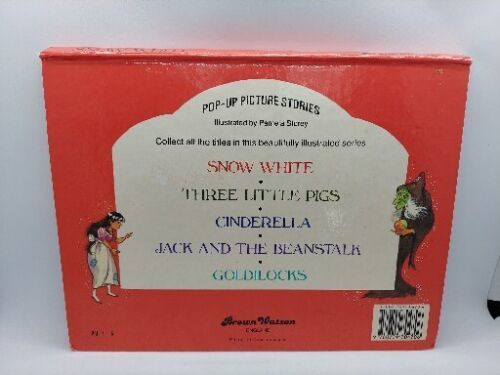 POP-UP PICTURE STORIES
Illustrated by Pamela Storey
Collect all the titles in this beautifully illustrated series
SNOW WHITE
THREE LITTLE PIGS
CINDERELLA
JACK AND THE BEANSTALK
GOLDILOCKS
Brown Watson
ENGLAND